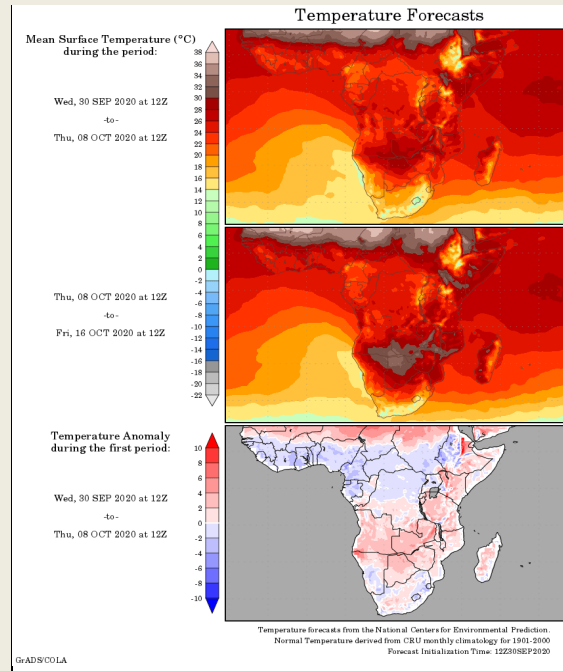 Temperature Forecasts
Mean Surface Temperature (°C)
during the period:
Wed, 30 SEP 2020 at 12Z
-to-
Thu, 08 OCT 2020 at 12Z
38
36
34
32
30
28
26
24
22
20
18
16
14
12
10
8
6
4
2
0
-2
-4
-6
-8
-10
-12
-14
-16
-18
-20
-22
Thu, 08 OCT 2020 at 12Z
-to-
Fri, 16 OCT 2020 at 12Z
Temperature Anomaly
during the first period:
Wed, 30 SEP 2020 at 12Z
-to-
Thu, 08 OCT 2020 at 12Z
10
8
6
4
2
0
-2
-4
-6
-8
-10
Temperature forecasts from the National Centers for Environmental Prediction.
Normal Temperature derived from CRU monthly climatology for 1901-2000
Forecast Initialization Time: 12Z30SEP2020
GrADS/COLA